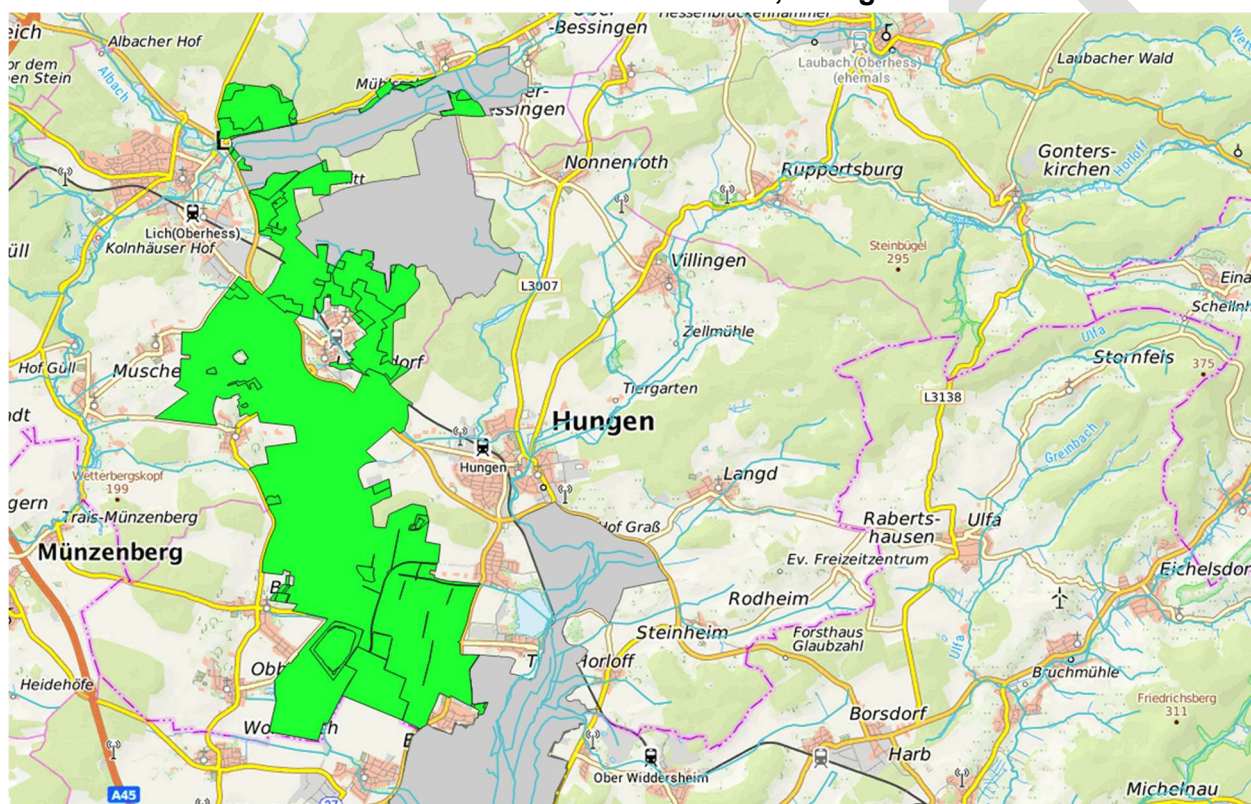 -Bessingen
Albacher Hof
Laubach (Oberhess)
(ehemals
Laubacher Wald
Albach
Nonnenroth
Ruppertsburg
Gonters-
kirchen
Horloff
Lich(Oberhess)
Kolnhäuser Hof
Steinbügel
295
Villingen
L3007
Zellmühle
Ulfa
Stornfels
375
Hof Güll
Musche
Tiergarten
L3138
Hungen
Greinbach
Hungen
Langd
Wetterbergskopf
199
Trais-Münzenberg
Hof Graß
Raberts-
hausen
Ulfa
Münzenberg
Ev. Freizeitzentrum
Eichelsdor
Rodheim
Steinheim
Forsthaus
Glaubzahl
Ulfa
Horloff
Bruchmühle
Heidehöfe
Friedrichsberg
311
Borsdorf
Harb
Ober Widdersheim
Michelnau
A45